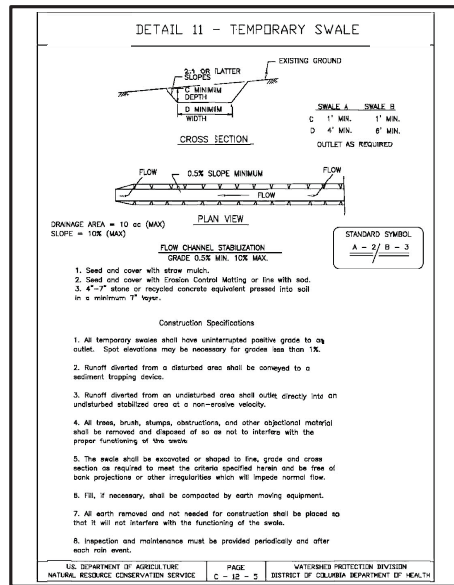 DETAIL 11 - TEMPORARY SWALE
EXISTING GROUND
2:1 OR FLATTER
SLOPES
C MINIMUM
DEPTH
D MINIMUM
WIDTH
CROSS SECTION
SWALE A SWALE B
C 1' MIN. 1' MIN.
D 4' MIN. 6' MIN.
OUTLET AS REQUIRED
FLOW 0.5% SLOPE MINIMUM FLOW
FLOW
PLAN VIEW
DRAINAGE AREA = 10 ac (MAX)
SLOPE = 10% (MAX)
STANDARD SYMBOL
A - 2 / B - 3
FLOW CHANNEL STABILIZATION
GRADE 0.5% MIN. 10% MAX.
1. Seed and cover with straw mulch.
2. Seed and cover with Erosion Control Matting or line with sod.
3. 4"-7" stone or recycled concrete equivalent pressed into soil
in a minimum 7" layer.
Construction Specifications
1. All temporary swales shall have uninterrupted positive grade to an
outlet. Spot elevations may be necessary for grades less than 1%.
2. Runoff diverted from a disturbed area shall be conveyed to a
sediment trapping device.
3. Runoff diverted from an undisturbed area shall outlet directly into an
undisturbed stabilized area at a non-erosive velocity.
4. All trees, brush, stumps, obstructions, and other objectional material
shall be removed and disposed of so as not to interfere with the
proper functioning of the swale.
5. The swale shall be excavated or shaped to line, grade and cross
section as required to meet the criteria specified herein and be free of
bank projections or other irregularities which will impede normal flow.
6. Fill, if necessary, shall be compacted by earth moving equipment.
7. All earth removed and not needed for construction shall be placed so
that it will not interfere with the functioning of the swale.
8. Inspection and maintenance must be provided periodically and after
each rain event.
U.S. DEPARTMENT OF AGRICULTURE
NATURAL RESOURCE CONSERVATION SERVICE
PAGE
C - 12 - 5
WATERSHED PROTECTION DIVISION
DISTRICT OF COLUMBIA DEPARTMENT OF HEALTH